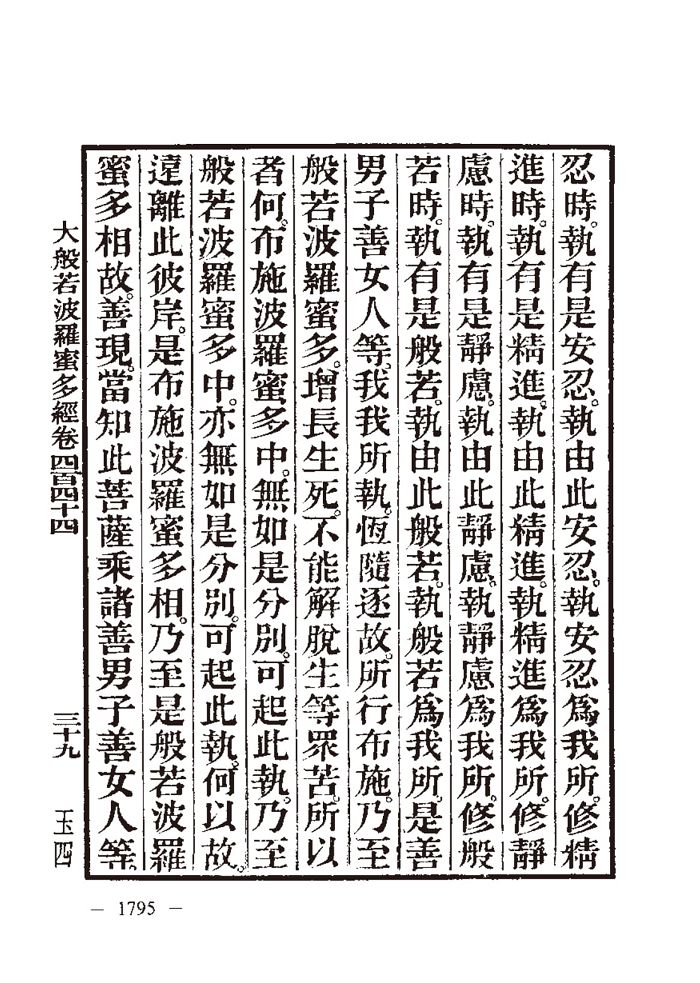 忍時。執有是安忍。執由此安忍。執安忍爲我所。修精
進時。執有是精進。執由此精進。執精進爲我所。修靜
慮時。執有是靜慮。執由此靜慮。執靜慮爲我所。修般
若時。執有是般若。執由此般若。執般若爲我所。是善
男子善女人等。我我所執。恆隨逐故。所行布施。乃至
般若波羅蜜多。增長生死。不能解脫生等眾苦。所以
者何。布施波羅蜜多中。無如是分別。可起此執。乃至
般若波羅蜜多中。亦無如是分別。可起此執。何以故。
遠離此彼岸。是布施波羅蜜多相。乃至是般若波羅
蜜多相故。善現。當知此菩薩乘諸善男子善女人等。
大般若波羅蜜多經卷四百四十四
三十九
玉四
— 1795 —